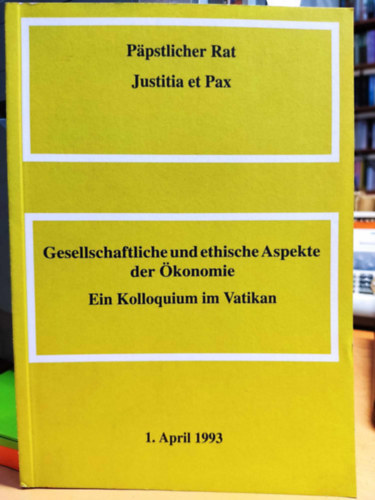 Päpstlicher Rat
Justitia et Pax
Gesellschaftliche und ethische Aspekte
der Ökonomie
Ein Kolloquium im Vatikan
1. April 1993